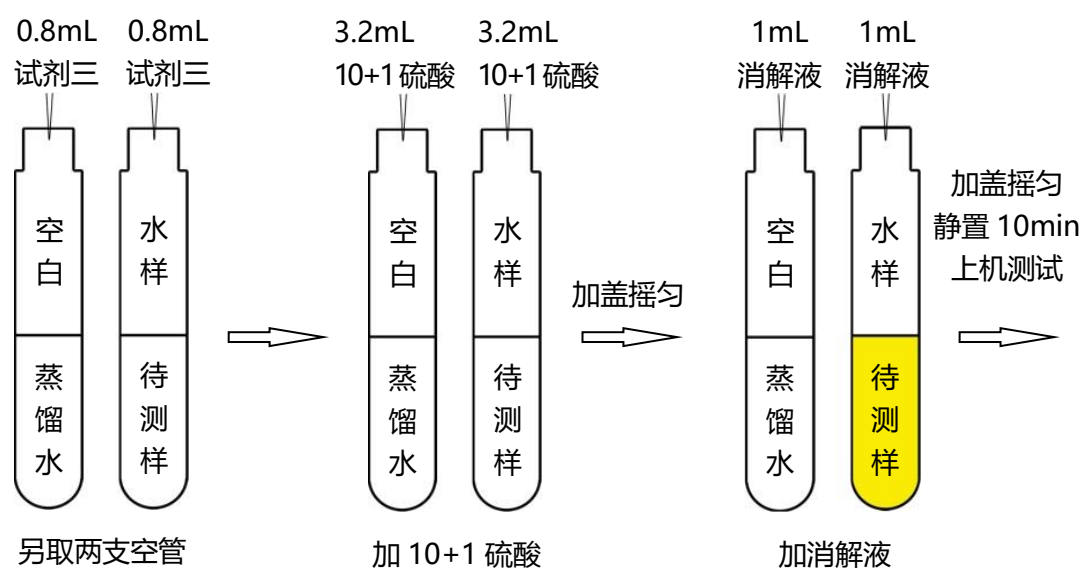 0.8mL 0.8mL
试剂三 试剂三
空白 水样
蒸馏水 待测样
另取两支空管
3.2mL 3.2mL
10+1硫酸 10+1硫酸
空白 水样
蒸馏水 待测样
加 10+1 硫酸
加盖摇匀
1mL 1mL
消解液 消解液
空白 水样
蒸馏水 待测样
加消解液
加盖摇匀
静置 10min
上机测试